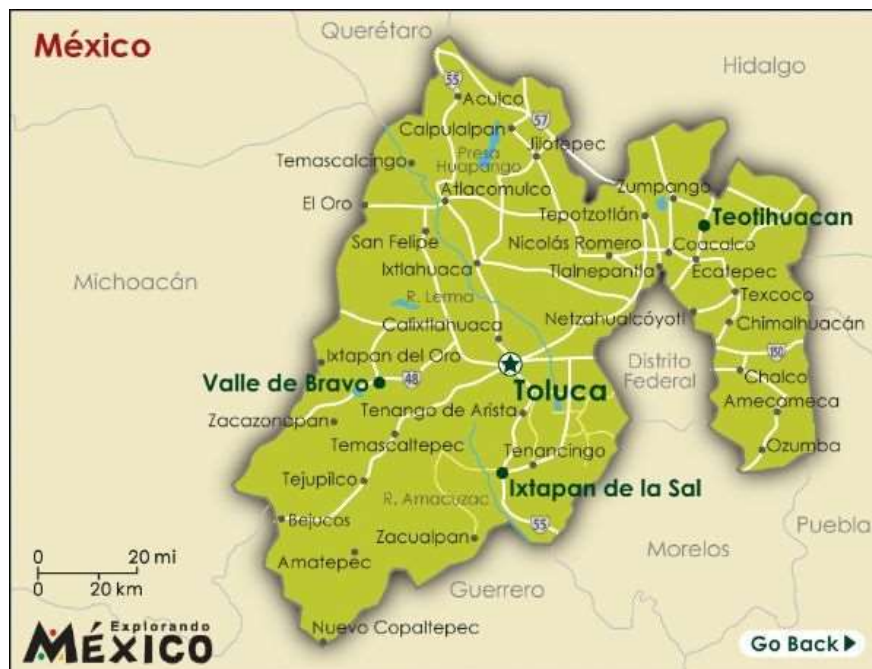 México
Querétaro
Hidalgo
55
Aculco
Calpulalpan
57
Jilotepec
Presa
Huapango
Temascalcingo
Zumpango
El Oro
Atlacomulco
Tepotzotlán
Teotihuacan
San Felipe
Nicolás Romero
Coacalco
Ixtlahuaca
Tlalnepantla
Ecatepec
Michoacán
Texcoco
R. Lerma
Netzahualcóyotl
Chimalhuacán
Calixtlahuaca
Ixtapan del Oro
Distrito
Federal
150
Valle de Bravo
48
Toluca
Chalco
Tenango de Arista
Amecameca
Zacazonapan
Temascaltepec
Tenancingo
Ozumba
Tejupilco
Ixtapan de la Sal
R. Amacuzac
Bejucos
55
Puebla
Zacualpan
Morelos
Amatepec
0 20 mi
0 20 km
Guerrero
Nuevo Copaltepec
Explorando
MÉXICO
Go Back